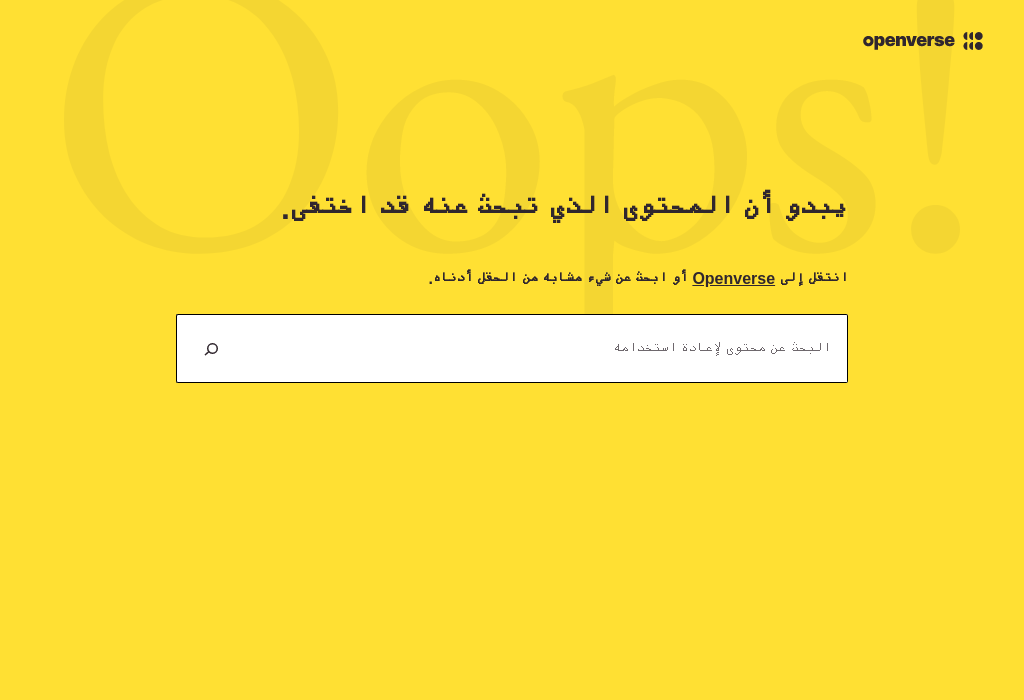 openverse
Oops!
يبدو أن المحتوى الذي تبحث عنه قد اختفى.
انتقل إلى Openverse أو ابحث عن شيء مشابه من الحقل أدناه.
البحث عن محتوى لإعادة استخدامه